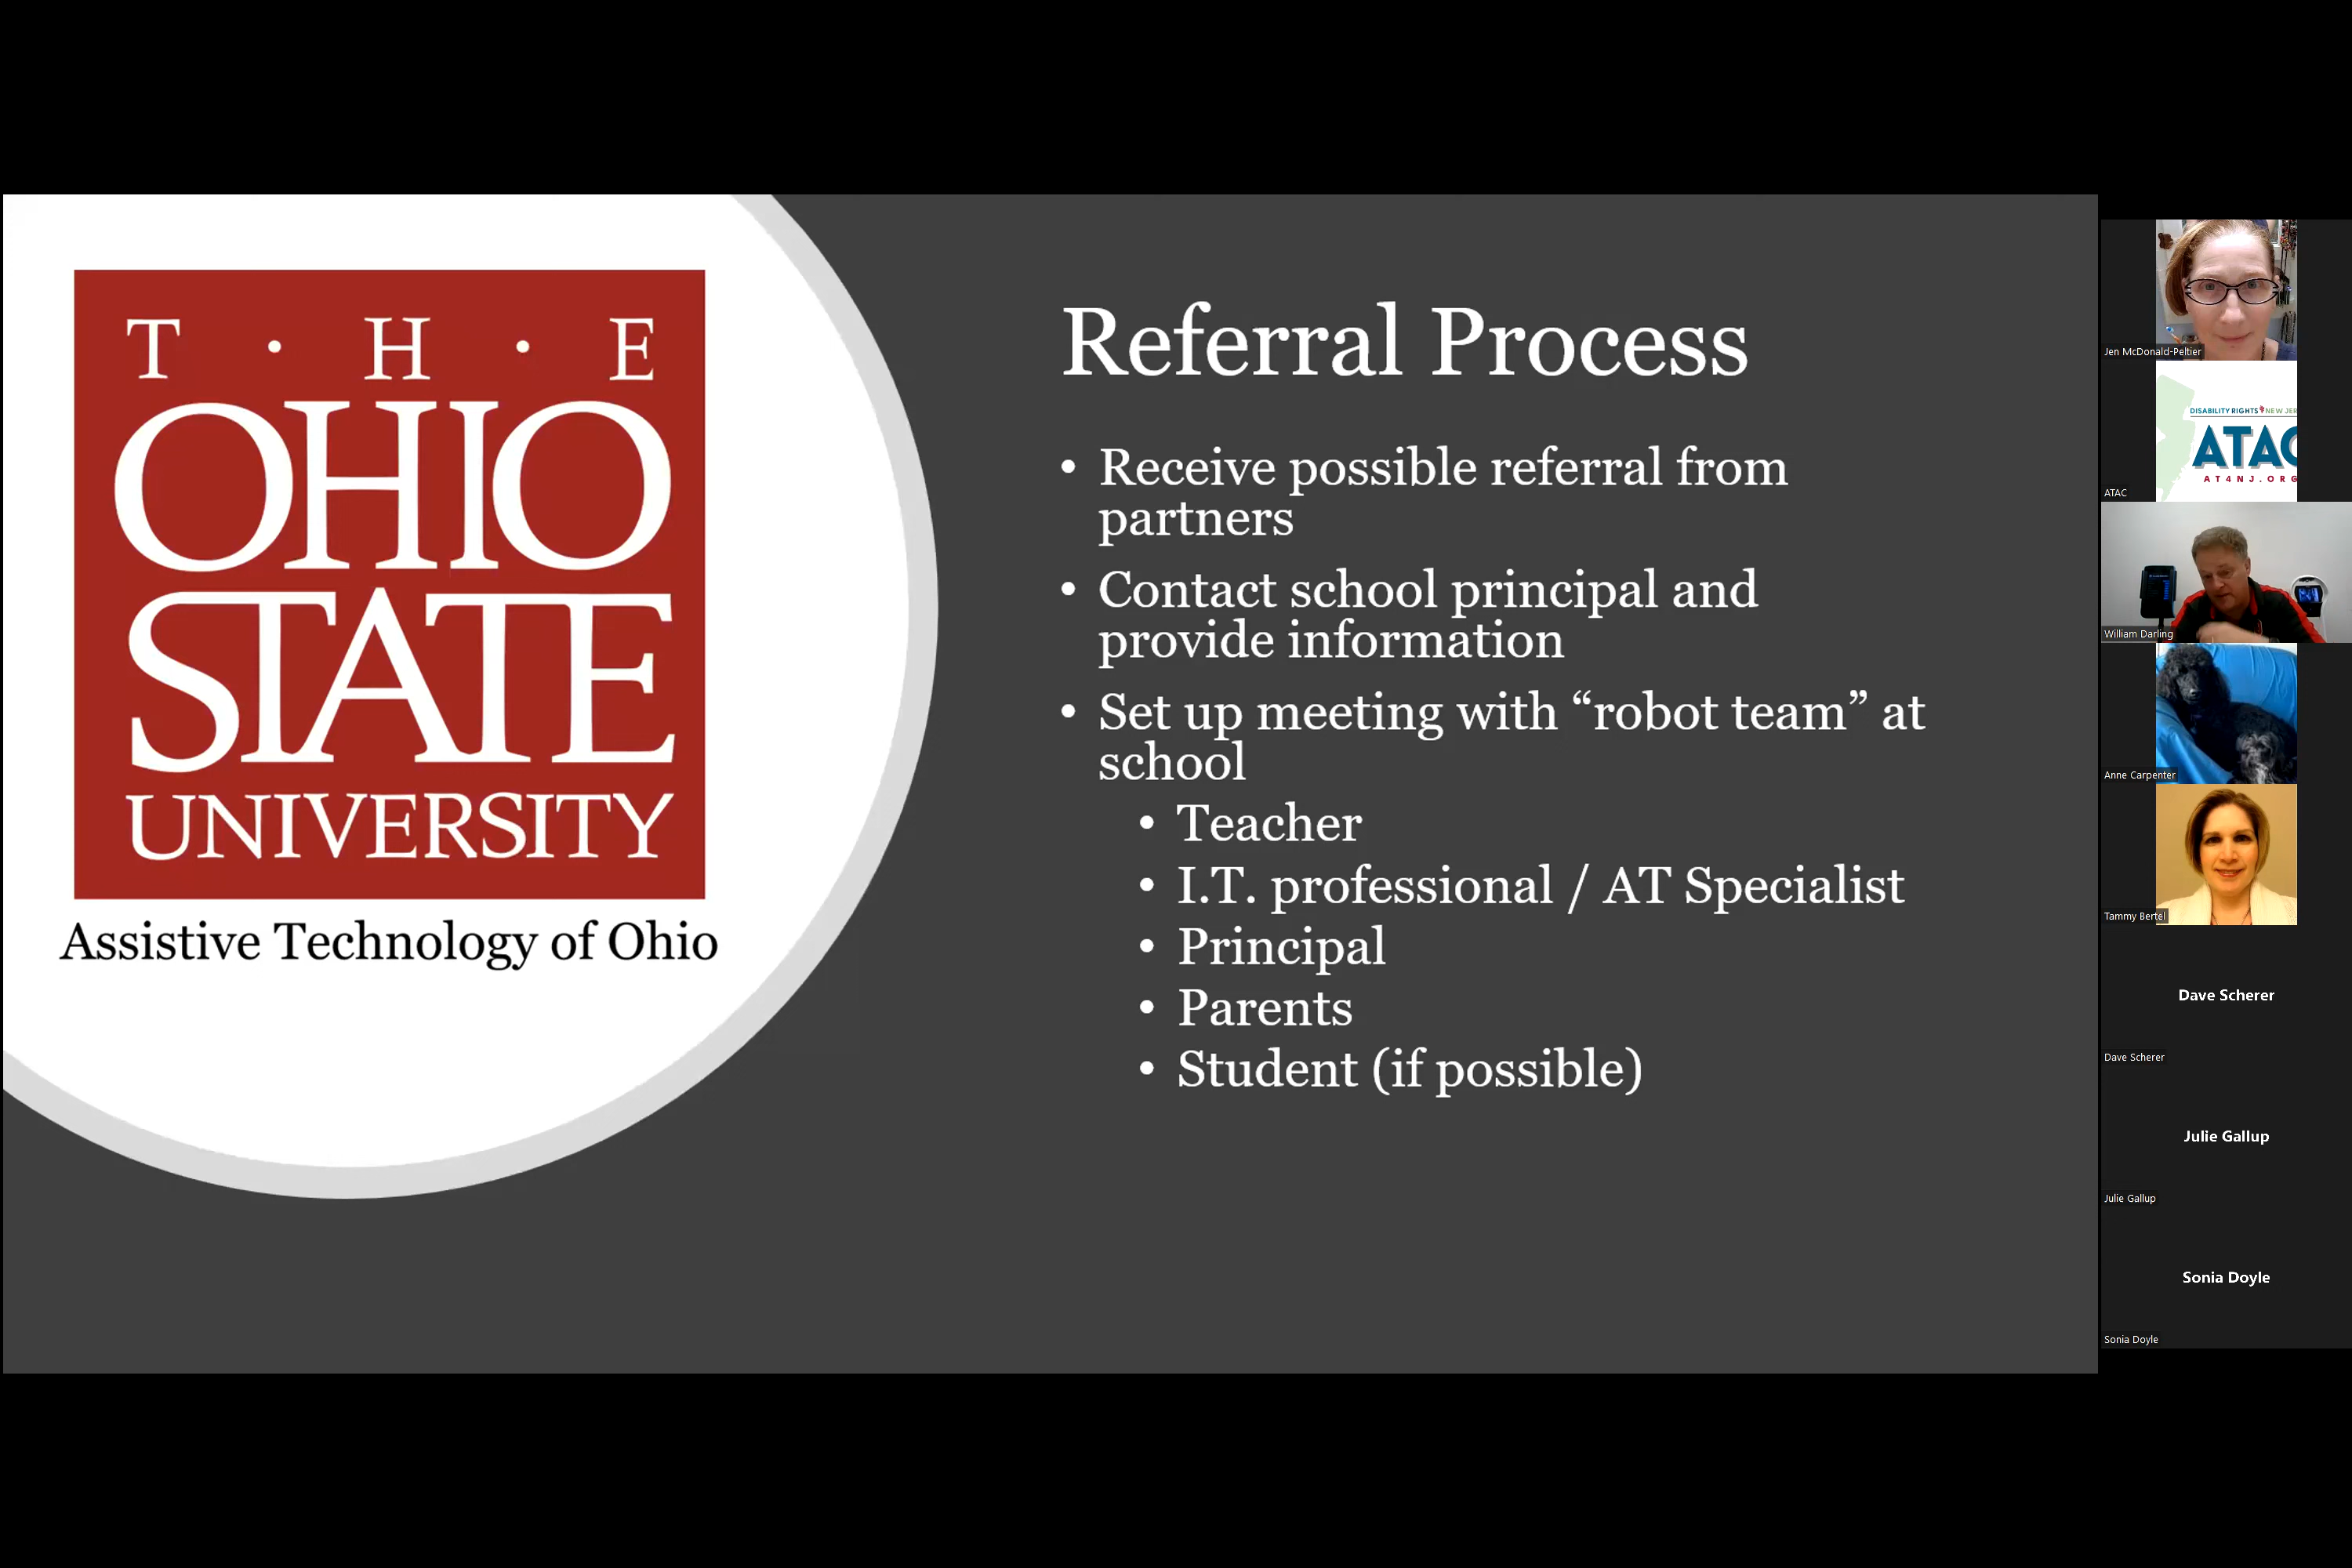 T · H · E
OHIO
STATE
UNIVERSITY
Assistive Technology of Ohio
Referral Process
• Receive possible referral from
partners
• Contact school principal and
provide information
• Set up meeting with “robot team” at
school
• Teacher
• I.T. professional / AT Specialist
• Principal
• Parents
• Student (if possible)
Jen McDonald-Peltier
DISABILITY RIGHTS NEW JER
ATAC
AT4NJ.ORG
ATAC
William Darling
Anne Carpenter
Tammy Bertel
Dave Scherer
Dave Scherer
Julie Gallup
Julie Gallup
Sonia Doyle
Sonia Doyle